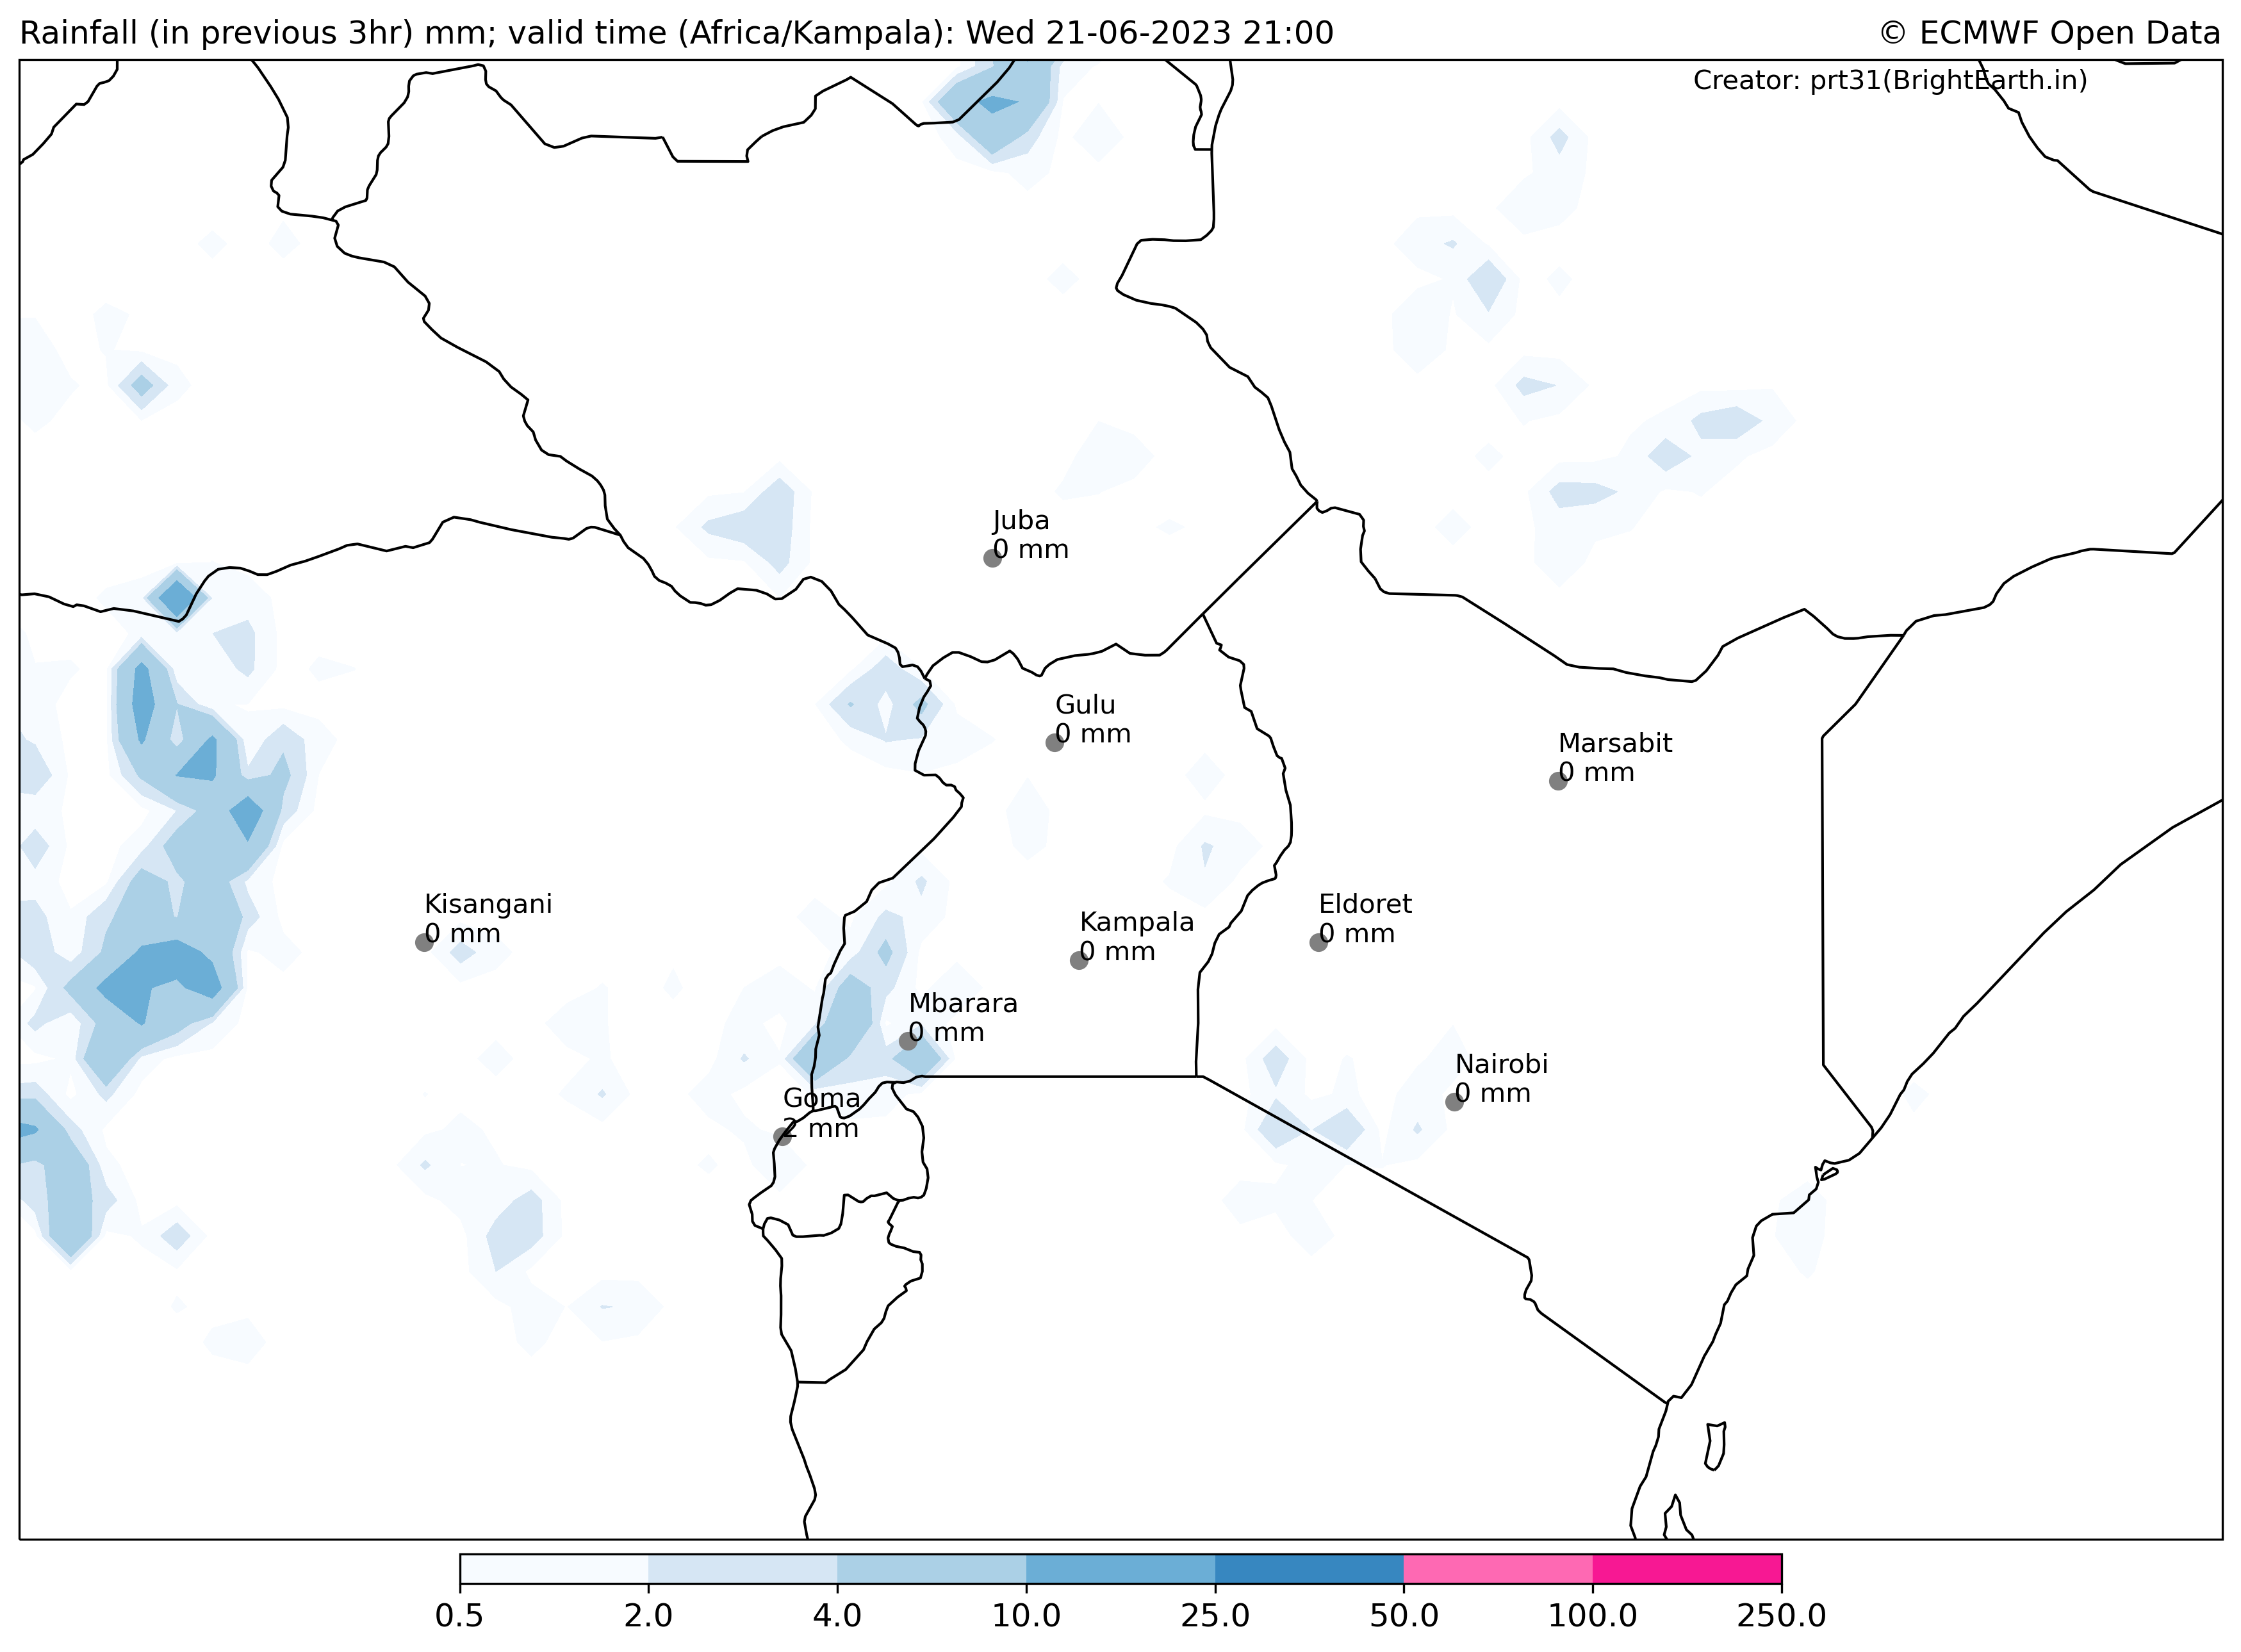 Rainfall (in previous 3hr) mm; valid time (Africa/Kampala): Wed 21-06-2023 21:00
© ECMWF Open Data
Creator: prt31(BrightEarth.in)
Juba
0 mm
Gulu
0 mm
Marsabit
0 mm
Kisangani
0 mm
Kampala
0 mm
Eldoret
0 mm
Mbarara
0 mm
Nairobi
0 mm
Goma
2 mm
0.5 2.0 4.0 10.0 25.0 50.0 100.0 250.0